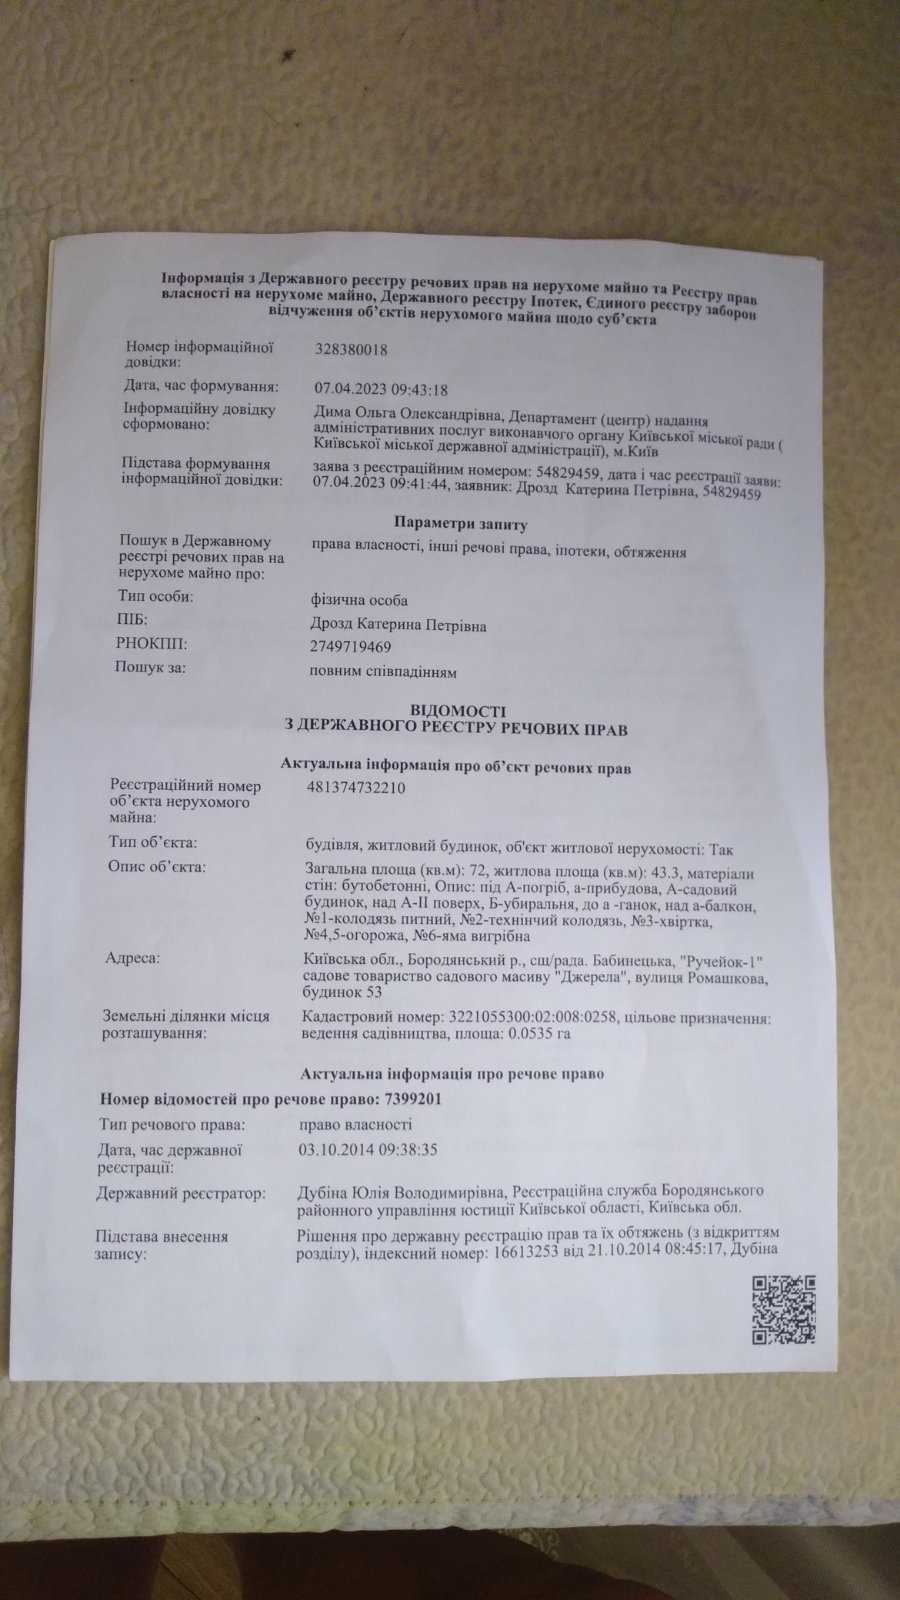 Інформація з Державного реєстру речових прав на нерухоме майно та Реєстру прав
власності на нерухоме майно, Державного реєстру Іпотек, Єдиного реєстру заборон
відчуження об'єктів нерухомого майна щодо суб'єкта
Номер інформаційної довідки: 328380018
Дата, час формування: 07.04.2023 09:43:18
Інформаційну довідку сформовано: Дима Ольга Олександрівна, Департамент (центр) надання
адміністративних послуг виконавчого органу Київської міської ради (
Київської міської державної адміністрації), м.Київ
Підстава формування інформаційної довідки: заява з реєстраційним номером: 54829459, дата і час реєстрації заяви:
07.04.2023 09:41:44, заявник: Дрозд Катерина Петрівна, 54829459
Параметри запиту
Пошук в Державному реєстрі речових прав на нерухоме майно про: права власності, інші речові права, іпотеки, обтяження
Тип особи: фізична особа
ПІБ: Дрозд Катерина Петрівна
РНОКПП: 2749719469
Пошук за: повним співпадінням
ВІДОМОСТІ
З ДЕРЖАВНОГО РЕЄСТРУ РЕЧОВИХ ПРАВ
Актуальна інформація про об'єкт речових прав
Реєстраційний номер об'єкта нерухомого майна: 481374732210
Тип об'єкта: будівля, житловий будинок, об'єкт житлової нерухомості: Так
Опис об'єкта: Загальна площа (кв.м): 72, житлова площа (кв.м): 43.3, матеріали
стін: бутобетонні, Опис: під А-погріб, а-прибудова, А-садовий
будинок, над А-ІІ поверх, Б-убиральня, до а -ганок, над а-балкон,
№1-колодязь питний, №2-технінчий колодязь, №3-хвіртка,
№4,5-огорожа, №6-яма вигрібна
Адреса: Київська обл., Бородянський р., сщ/рада. Бабинецька, "Ручейок-1"
садове товариство садового масиву "Джерела", вулиця Ромашкова,
будинок 53
Земельні ділянки місця розташування: Кадастровий номер: 3221055300:02:008:0258, цільове призначення:
ведення садівництва, площа: 0.0535 га
Актуальна інформація про речове право
Номер відомостей про речове право: 7399201
Тип речового права: право власності
Дата, час державної реєстрації: 03.10.2014 09:38:35
Державний реєстратор: Дубіна Юлія Володимирівна, Реєстраційна служба Бородянського
районного управління юстиції Київської області, Київська обл.
Підстава внесення запису: Рішення про державну реєстрацію прав та їх обтяжень (з відкриттям
розділу), індексний номер: 16613253 від 21.10.2014 08:45:17, Дубіна